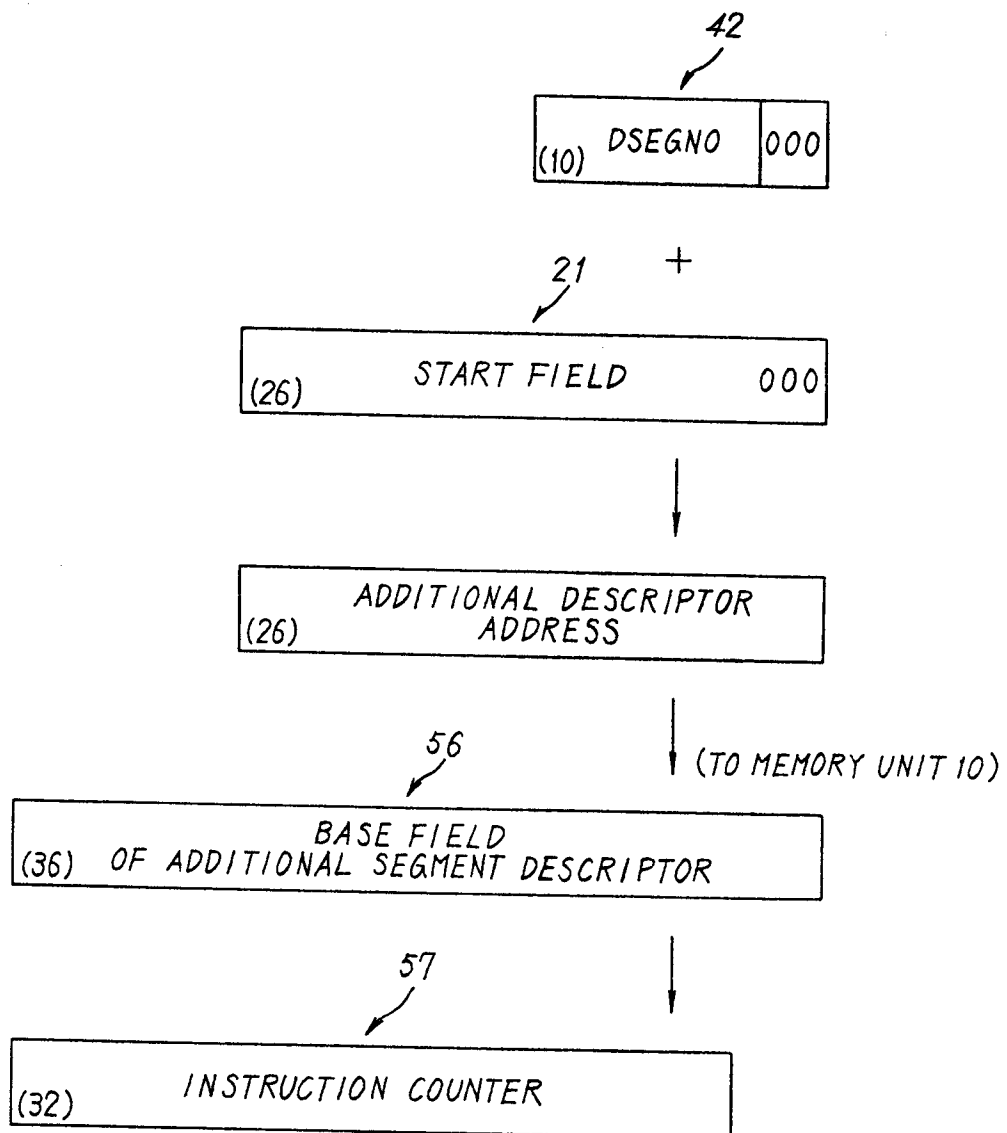 42
(10) DSEGNO 000
+
21
(26) START FIELD 000
ADDITIONAL DESCRIPTOR
(26) ADDRESS
(TO MEMORY UNIT 10)
56
BASE FIELD
(36) OF ADDITIONAL SEGMENT DESCRIPTOR
57
(32) INSTRUCTION COUNTER